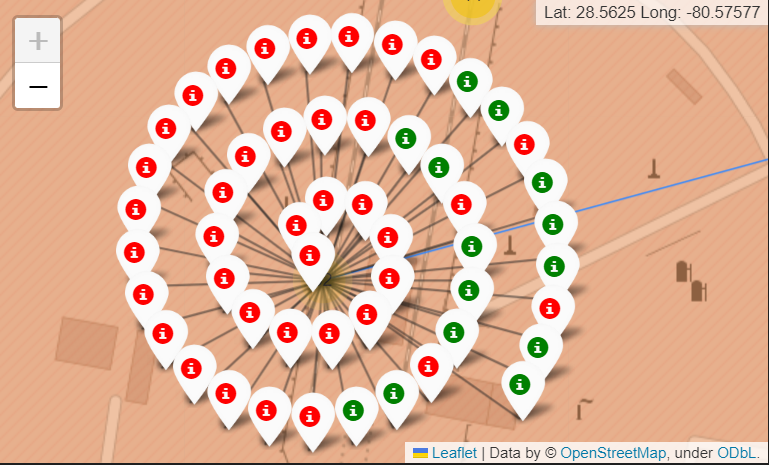 Lat: 28.5625 Long: -80.57577
+
−
Leaflet | Data by © OpenStreetMap, under ODbL.